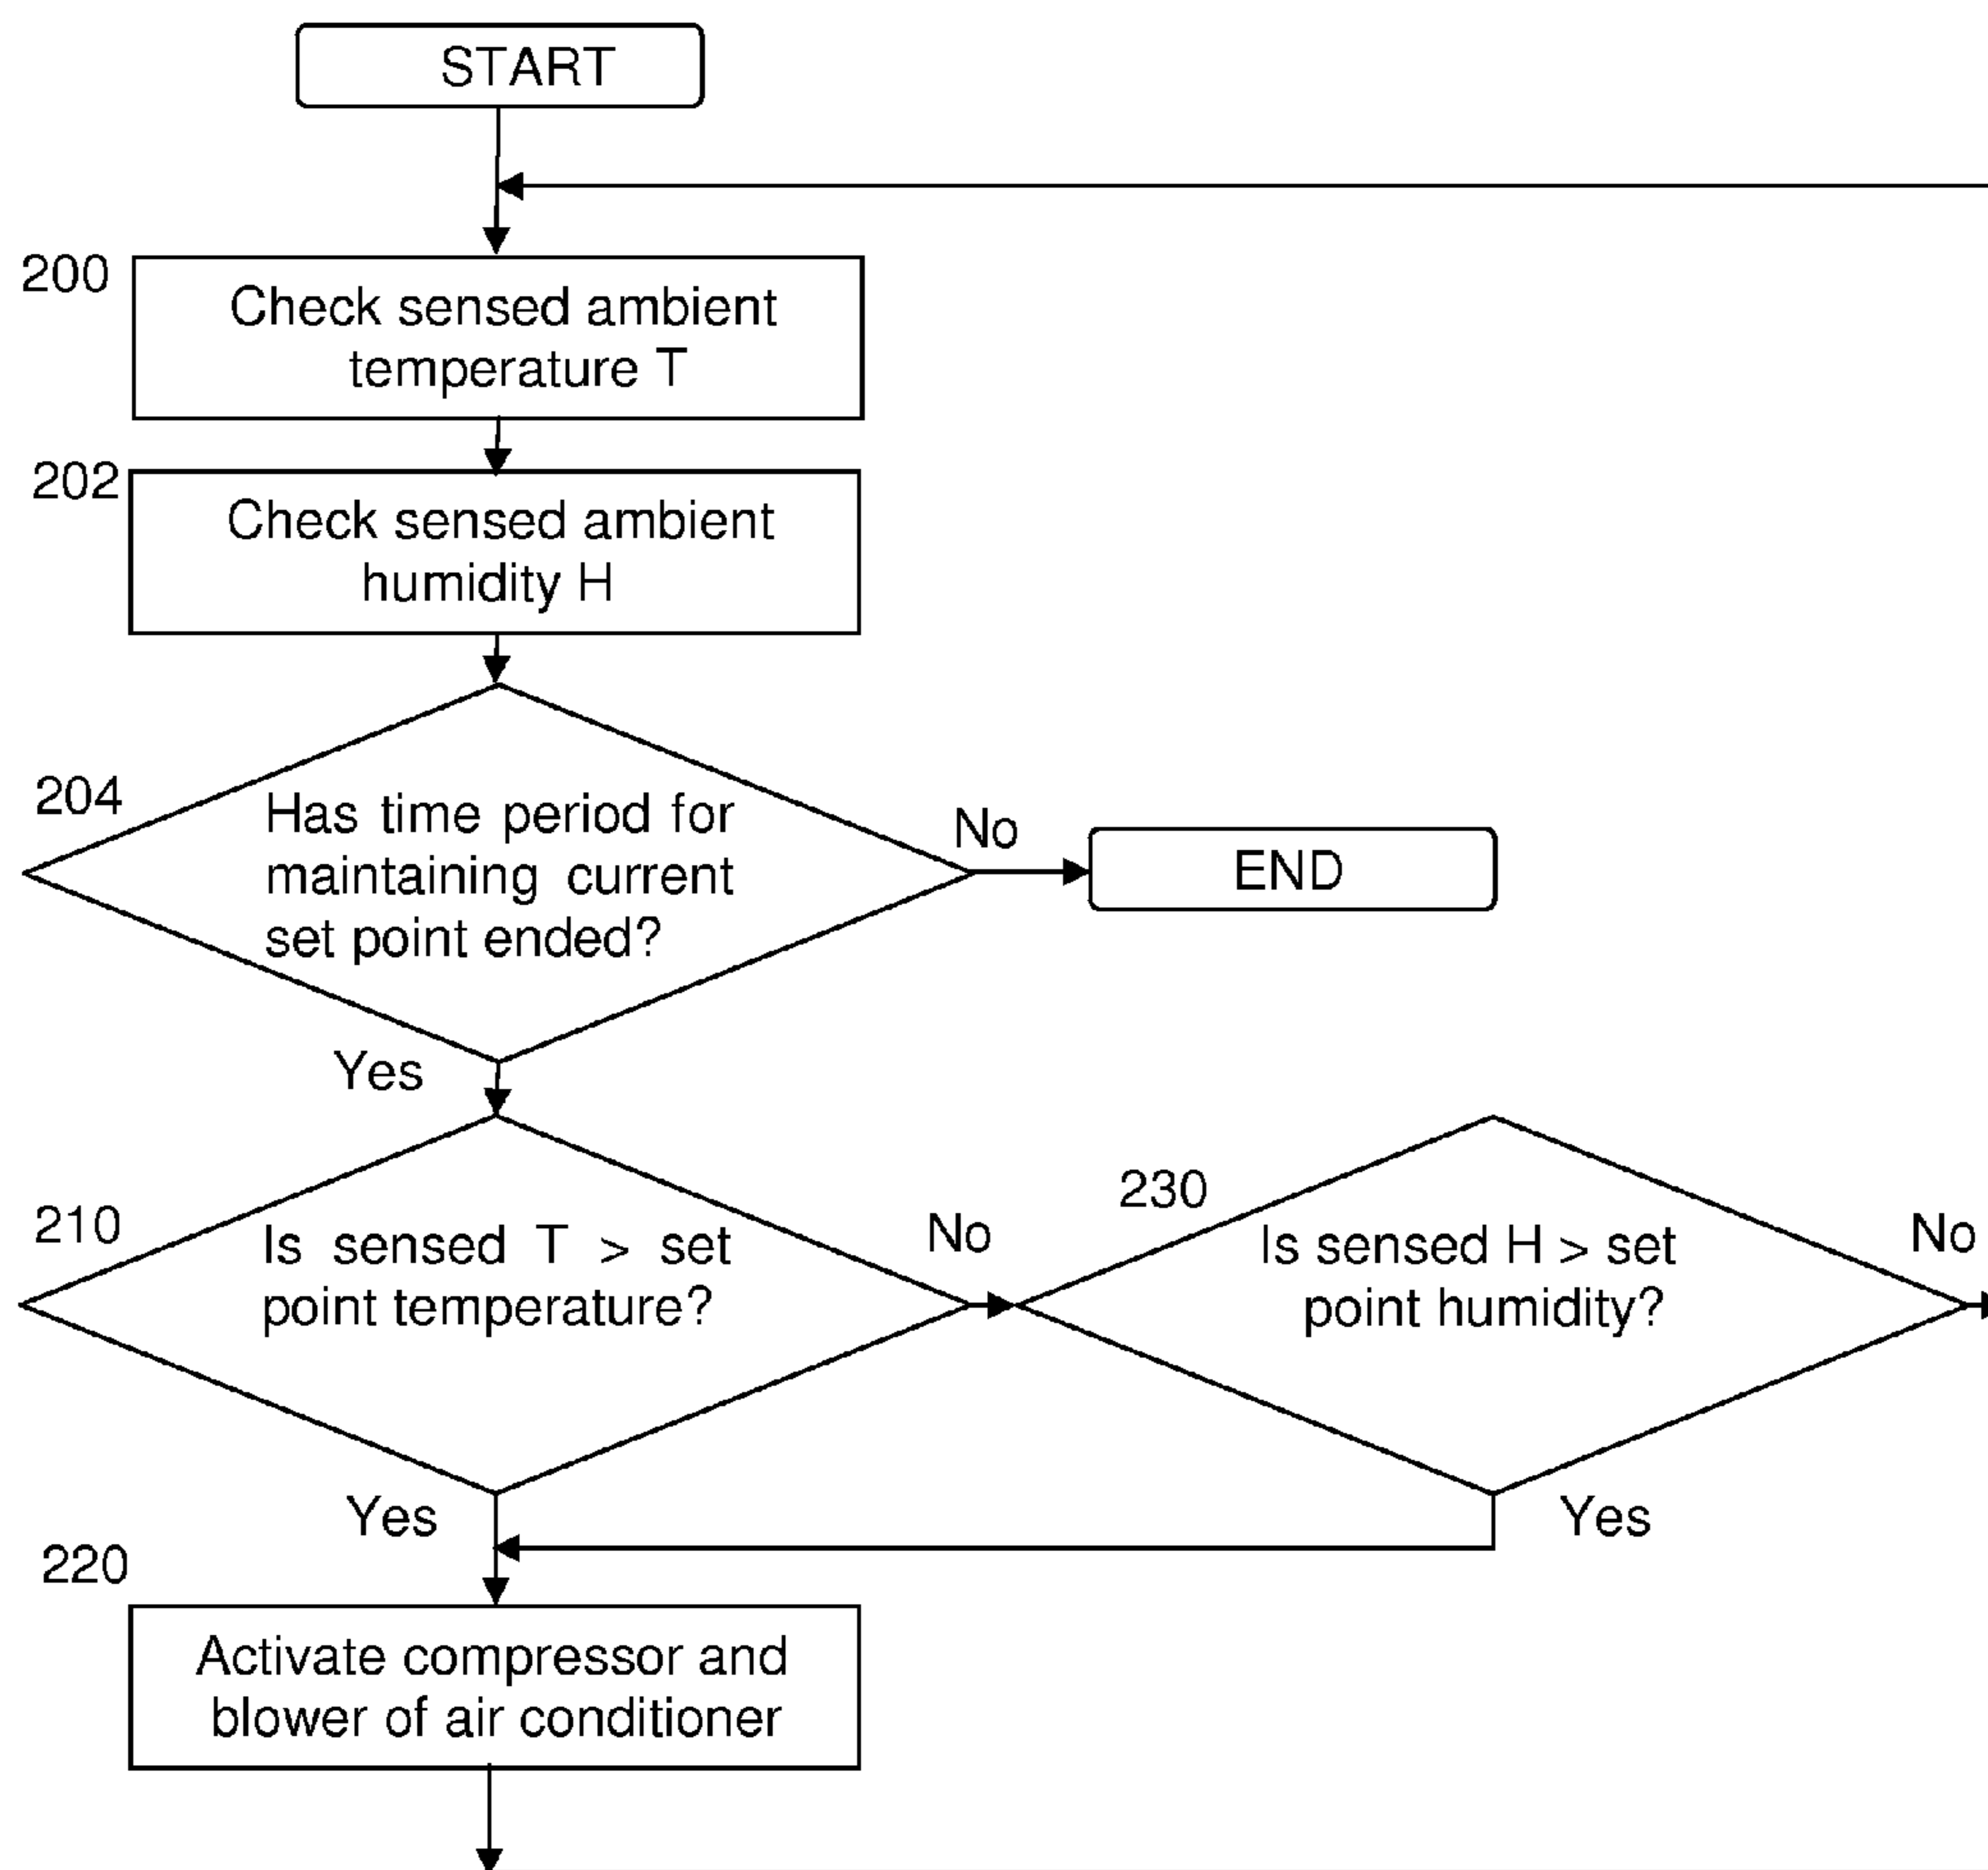 START
200
Check sensed ambient
temperature T
202
Check sensed ambient
humidity H
204
Has time period for
maintaining current
set point ended?
No
END
Yes
210
Is sensed T > set
point temperature?
No
230
Is sensed H > set
point humidity?
No
Yes
Yes
220
Activate compressor and
blower of air conditioner